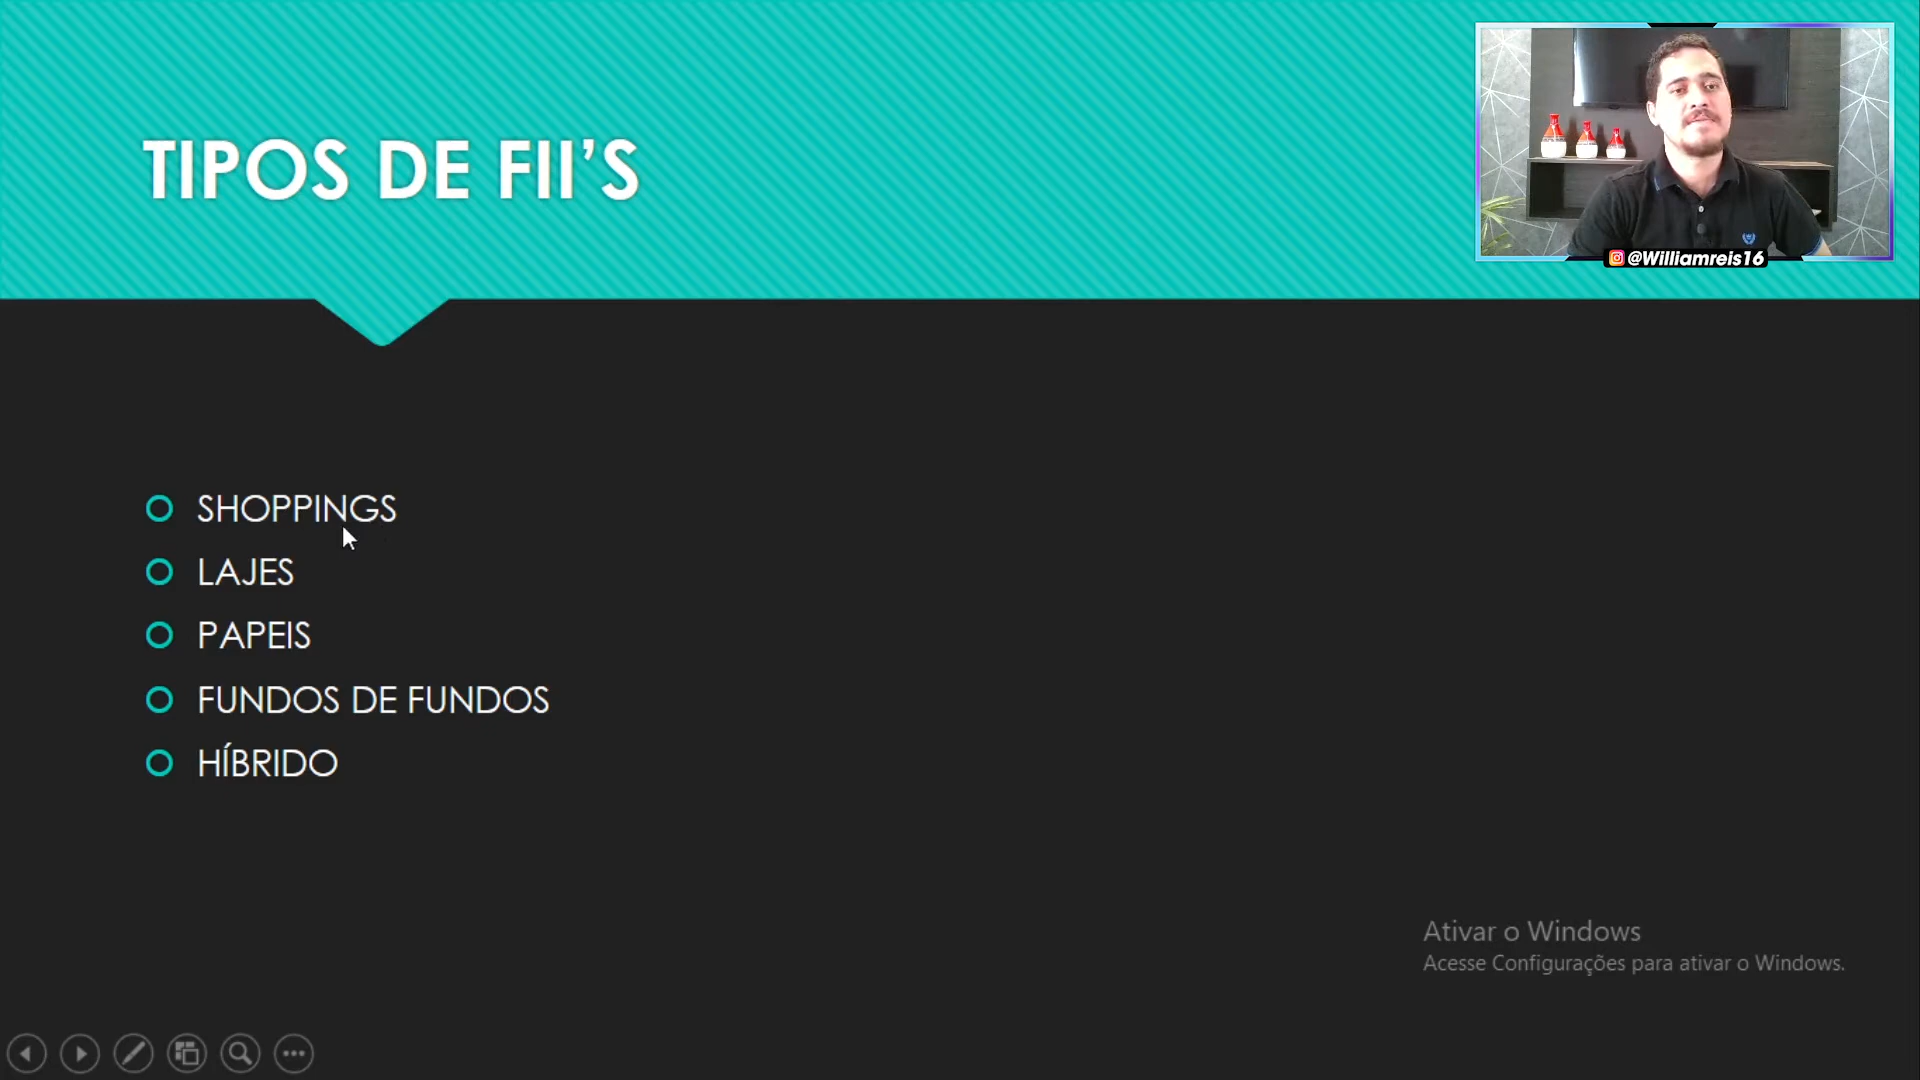 TIPOS DE FII’S
@Williamreis16
SHOPPINGS
LAJES
PAPEIS
FUNDOS DE FUNDOS
HÍBRIDO
Ativar o Windows
Acesse Configurações para ativar o Windows.